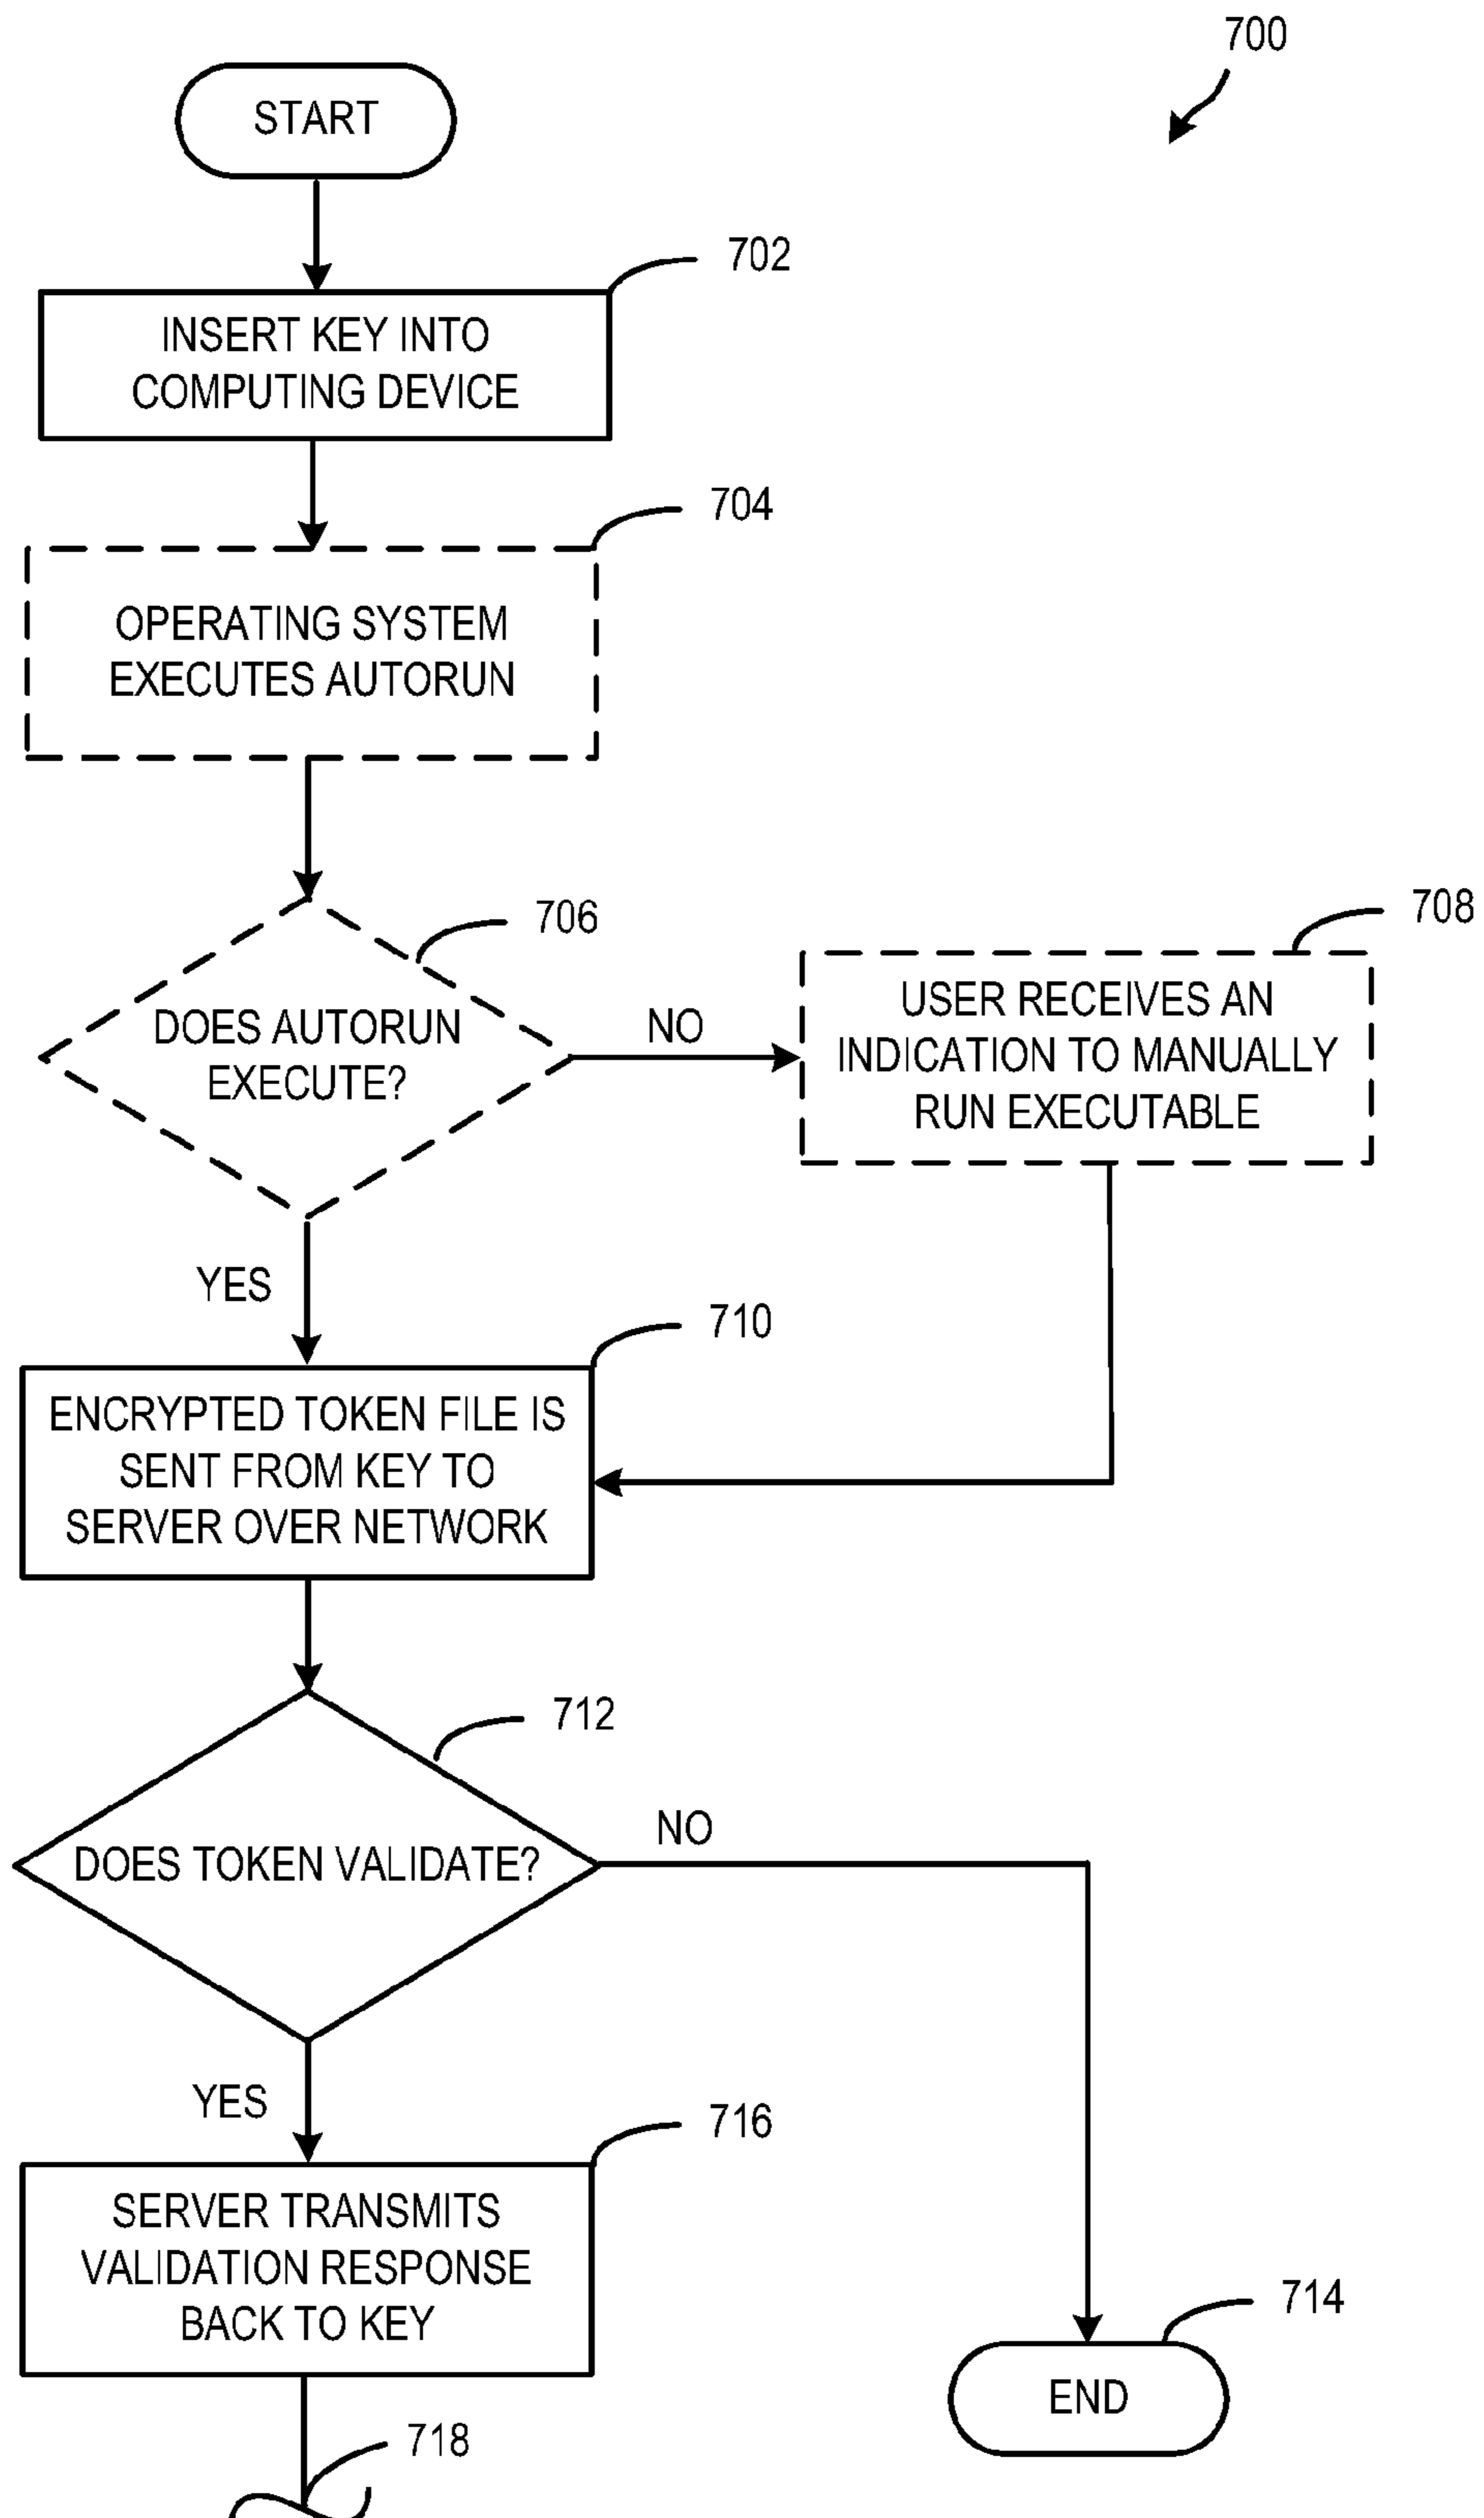 700
START
702
INSERT KEY INTO
COMPUTING DEVICE
704
OPERATING SYSTEM
EXECUTES AUTORUN
706
DOES AUTORUN
EXECUTE?
NO
708
USER RECEIVES AN
INDICATION TO MANUALLY
RUN EXECUTABLE
YES
710
ENCRYPTED TOKEN FILE IS
SENT FROM KEY TO
SERVER OVER NETWORK
712
DOES TOKEN VALIDATE?
NO
YES
716
SERVER TRANSMITS
VALIDATION RESPONSE
BACK TO KEY
714
END
718